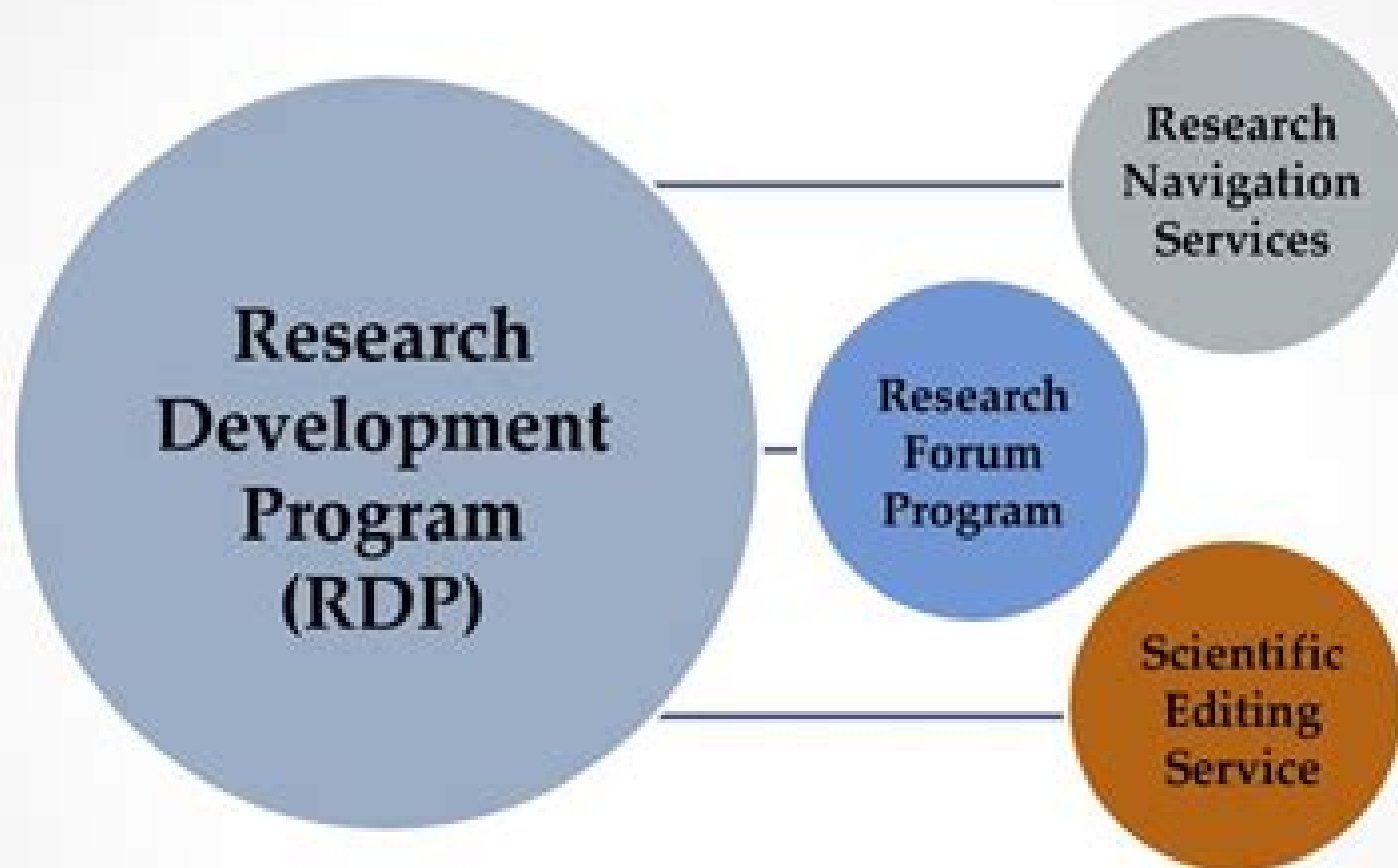 Research
Development
Program
(RDP)
Research
Navigation
Services
Research
Forum
Program
Scientific
Editing
Service